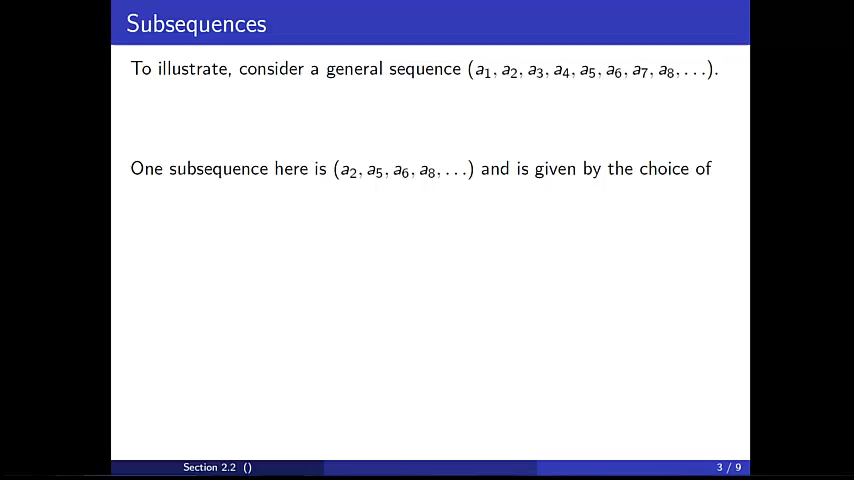 Subsequences
To illustrate, consider a general sequence (a₁, a₂, a₃, a₄, a₅, a₆, a₇, a₈, . . .).
One subsequence here is (a₂, a₅, a₆, a₈, . . .) and is given by the choice of
Section 2.2 () 3 / 9